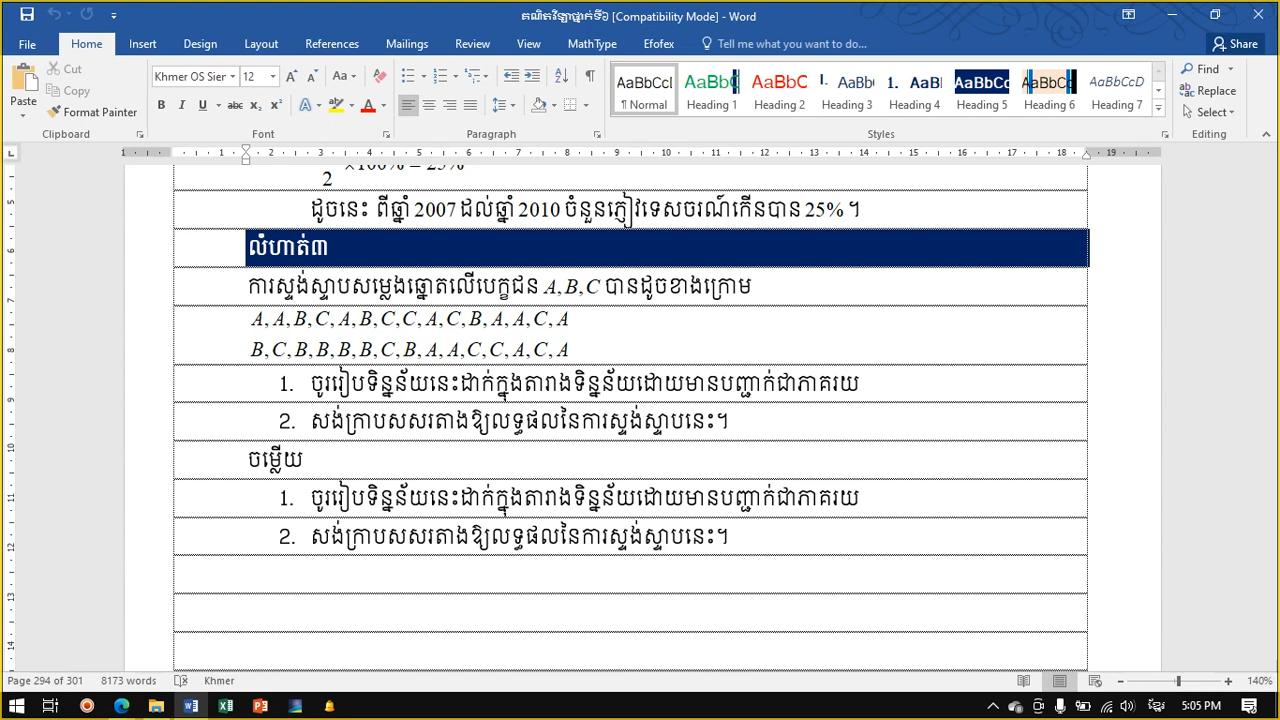 គណិតវិទ្យាថ្នាក់ទី៦ [Compatibility Mode] - Word
File Home Insert Design Layout References Mailings Review View MathType Efofex Tell me what you want to do... Share
Paste Cut Copy Format Painter
Clipboard
Khmer OS Sier 12
Font
Paragraph
AaBbCcI AaBbC AaBbCc I. AaBbC 1. AaBb AaBbCc AaBbCc AaBbCcD
¶ Normal Heading 1 Heading 2 Heading 3 Heading 4 Heading 5 Heading 6 Heading 7
Styles
Find Replace Select
Editing
2 ×100% = 25%
ដូចនេះ ពីឆ្នាំ 2007 ដល់ឆ្នាំ 2010 ចំនួនភ្ញៀវទេសចរណ៍កើនបាន 25% ។
លំហាត់៣
ការស្ទង់ស្ទាបសម្លេងឆ្នោតលើបេក្ខជន A, B, C បានដូចខាងក្រោម
A, A, B, C, A, B, C, C, A, C, B, A, A, C, A
B, C, B, B, B, B, C, B, A, A, C, C, A, C, A
1. ចូររៀបទិន្នន័យនេះដាក់ក្នុងតារាងទិន្នន័យដោយមានបញ្ជាក់ជាភាគរយ
2. សង់ក្រាបសសរតាងឱ្យលទ្ធផលនៃការស្ទង់ស្ទាបនេះ។
ចម្លើយ
1. ចូររៀបទិន្នន័យនេះដាក់ក្នុងតារាងទិន្នន័យដោយមានបញ្ជាក់ជាភាគរយ
2. សង់ក្រាបសសរតាងឱ្យលទ្ធផលនៃការស្ទង់ស្ទាបនេះ។
Page 294 of 301 8173 words Khmer 140%
5:05 PM